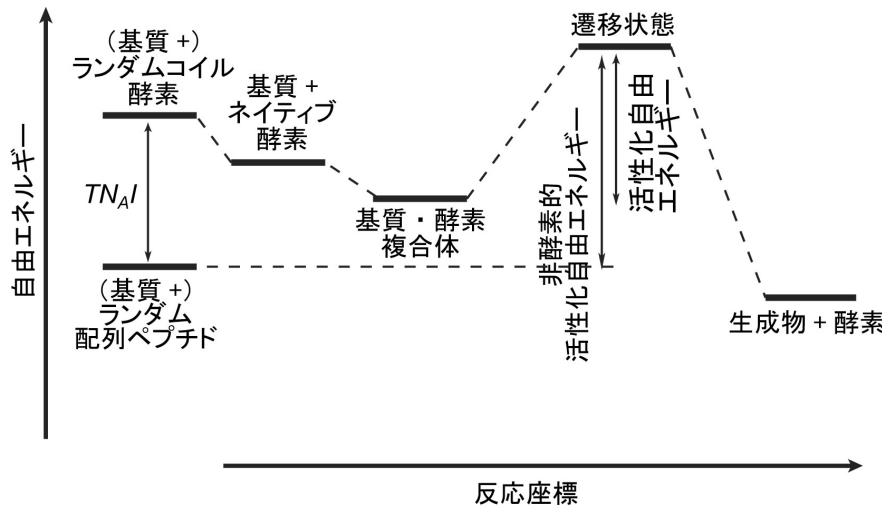 自由エネルギー
(基質 +)
ランダムコイル
酵素
TN_AI
(基質 +)
ランダム
配列ペプチド
基質 +
ネイティブ
酵素
基質・酵素
複合体
遷移状態
非酵素的
活性化自由エネルギー
活性化自由
エネルギー
生成物 + 酵素
反応座標